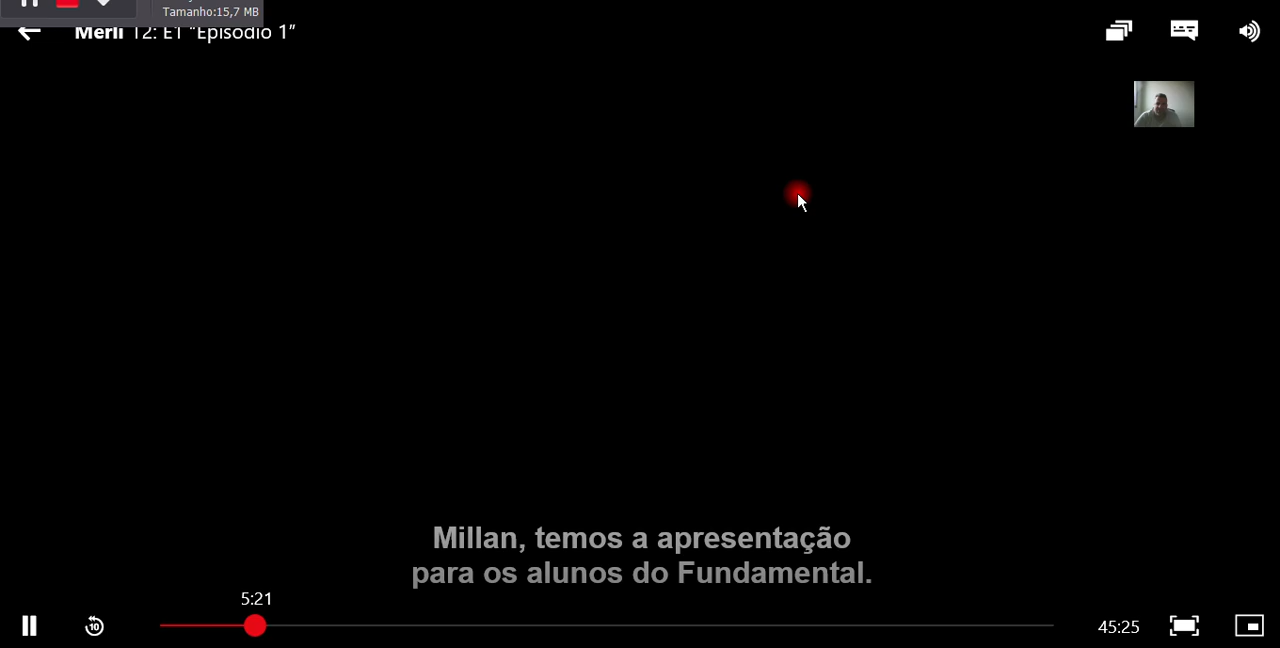 Tamanho:15,7 MB
Merlí T2: E1 "Episódio 1"
Millan, temos a apresentação
para os alunos do Fundamental.
5:21
10
45:25